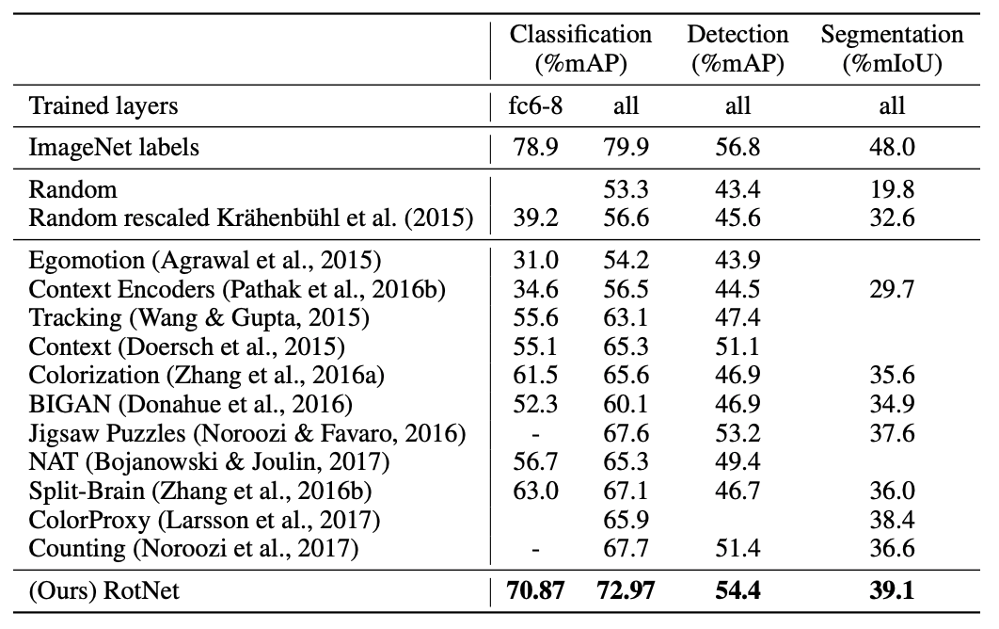 Classification Detection Segmentation
(%mAP) (%mAP) (%mIoU)
Trained layers fc6-8 all all all
ImageNet labels 78.9 79.9 56.8 48.0
Random 53.3 43.4 19.8
Random rescaled Krähenbühl et al. (2015) 39.2 56.6 45.6 32.6
Egomotion (Agrawal et al., 2015) 31.0 54.2 43.9
Context Encoders (Pathak et al., 2016b) 34.6 56.5 44.5 29.7
Tracking (Wang & Gupta, 2015) 55.6 63.1 47.4
Context (Doersch et al., 2015) 55.1 65.3 51.1
Colorization (Zhang et al., 2016a) 61.5 65.6 46.9 35.6
BIGAN (Donahue et al., 2016) 52.3 60.1 46.9 34.9
Jigsaw Puzzles (Noroozi & Favaro, 2016) - 67.6 53.2 37.6
NAT (Bojanowski & Joulin, 2017) 56.7 65.3 49.4
Split-Brain (Zhang et al., 2016b) 63.0 67.1 46.7 36.0
ColorProxy (Larsson et al., 2017) 65.9 38.4
Counting (Noroozi et al., 2017) - 67.7 51.4 36.6
(Ours) RotNet 70.87 72.97 54.4 39.1